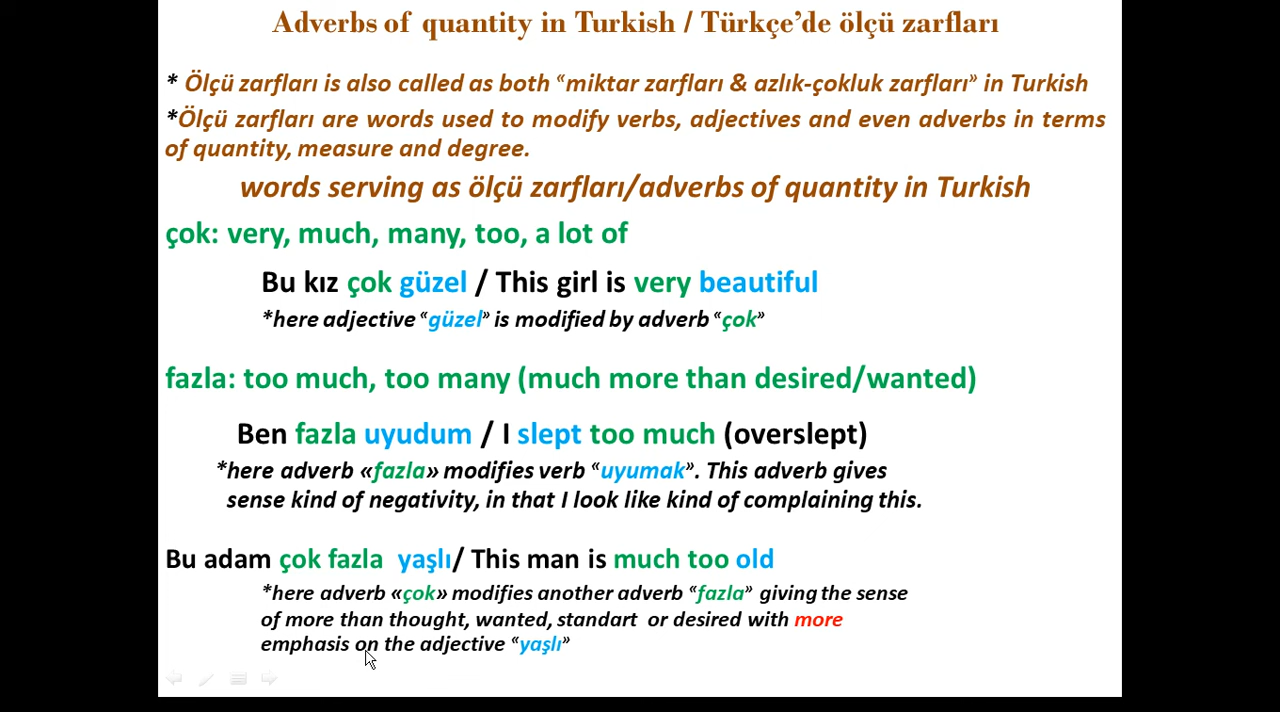 Adverbs of quantity in Turkish / Türkçe’de ölçü zarfları
* Ölçü zarfları is also called as both “miktar zarfları & azlık-çokluk zarfları” in Turkish
*Ölçü zarfları are words used to modify verbs, adjectives and even adverbs in terms
of quantity, measure and degree.
words serving as ölçü zarfları/adverbs of quantity in Turkish
çok: very, much, many, too, a lot of
Bu kız çok güzel / This girl is very beautiful
*here adjective “güzel” is modified by adverb “çok”
fazla: too much, too many (much more than desired/wanted)
Ben fazla uyudum / I slept too much (overslept)
*here adverb «fazla» modifies verb “uyumak”. This adverb gives
sense kind of negativity, in that I look like kind of complaining this.
Bu adam çok fazla yaşlı/ This man is much too old
*here adverb «çok» modifies another adverb “fazla” giving the sense
of more than thought, wanted, standart or desired with more
emphasis on the adjective “yaşlı”